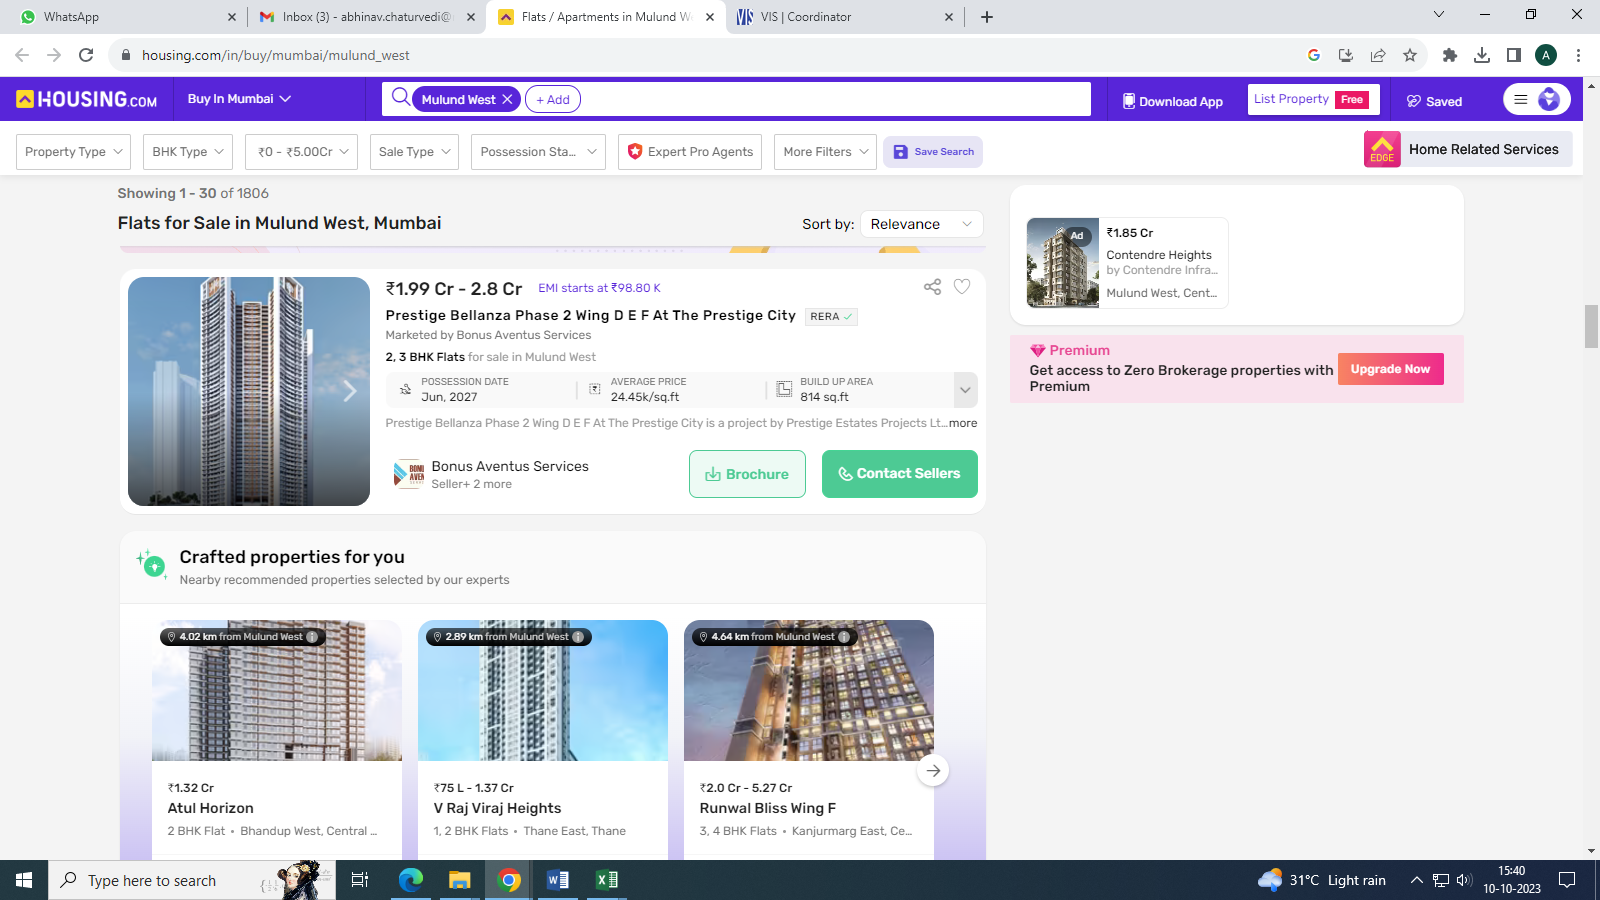 WhatsApp
Inbox (3) - abhinav.chaturvedi@
Flats / Apartments in Mulund We
VIS | Coordinator
housing.com/in/buy/mumbai/mulund_west
A
HOUSING.COM
Buy In Mumbai
Mulund West
+ Add
Download App
List Property Free
Saved
Property Type
BHK Type
₹0 - ₹5.00Cr
Sale Type
Possession Sta...
Expert Pro Agents
More Filters
Save Search
EDGE
Home Related Services
Showing 1 - 30 of 1806
Flats for Sale in Mulund West, Mumbai
Sort by: Relevance
₹1.99 Cr - 2.8 Cr EMI starts at ₹98.80 K
Prestige Bellanza Phase 2 Wing D E F At The Prestige City RERA
Marketed by Bonus Aventus Services
2, 3 BHK Flats for sale in Mulund West
POSSESSION DATE
Jun, 2027
AVERAGE PRICE
24.45k/sq.ft
BUILD UP AREA
814 sq.ft
Prestige Bellanza Phase 2 Wing D E F At The Prestige City is a project by Prestige Estates Projects Lt...more
Bonus Aventus Services
Seller+ 2 more
Brochure
Contact Sellers
Ad
₹1.85 Cr
Contendre Heights
by Contendre Infra...
Mulund West, Cent...
Premium
Get access to Zero Brokerage properties with
Premium
Upgrade Now
Crafted properties for you
Nearby recommended properties selected by our experts
4.02 km from Mulund West
₹1.32 Cr
Atul Horizon
2 BHK Flat • Bhandup West, Central ...
2.89 km from Mulund West
₹75 L - 1.37 Cr
V Raj Viraj Heights
1, 2 BHK Flats • Thane East, Thane
4.64 km from Mulund West
₹2.0 Cr - 5.27 Cr
Runwal Bliss Wing F
3, 4 BHK Flats • Kanjurmarg East, Ce...
Type here to search
31°C Light rain
15:40
10-10-2023